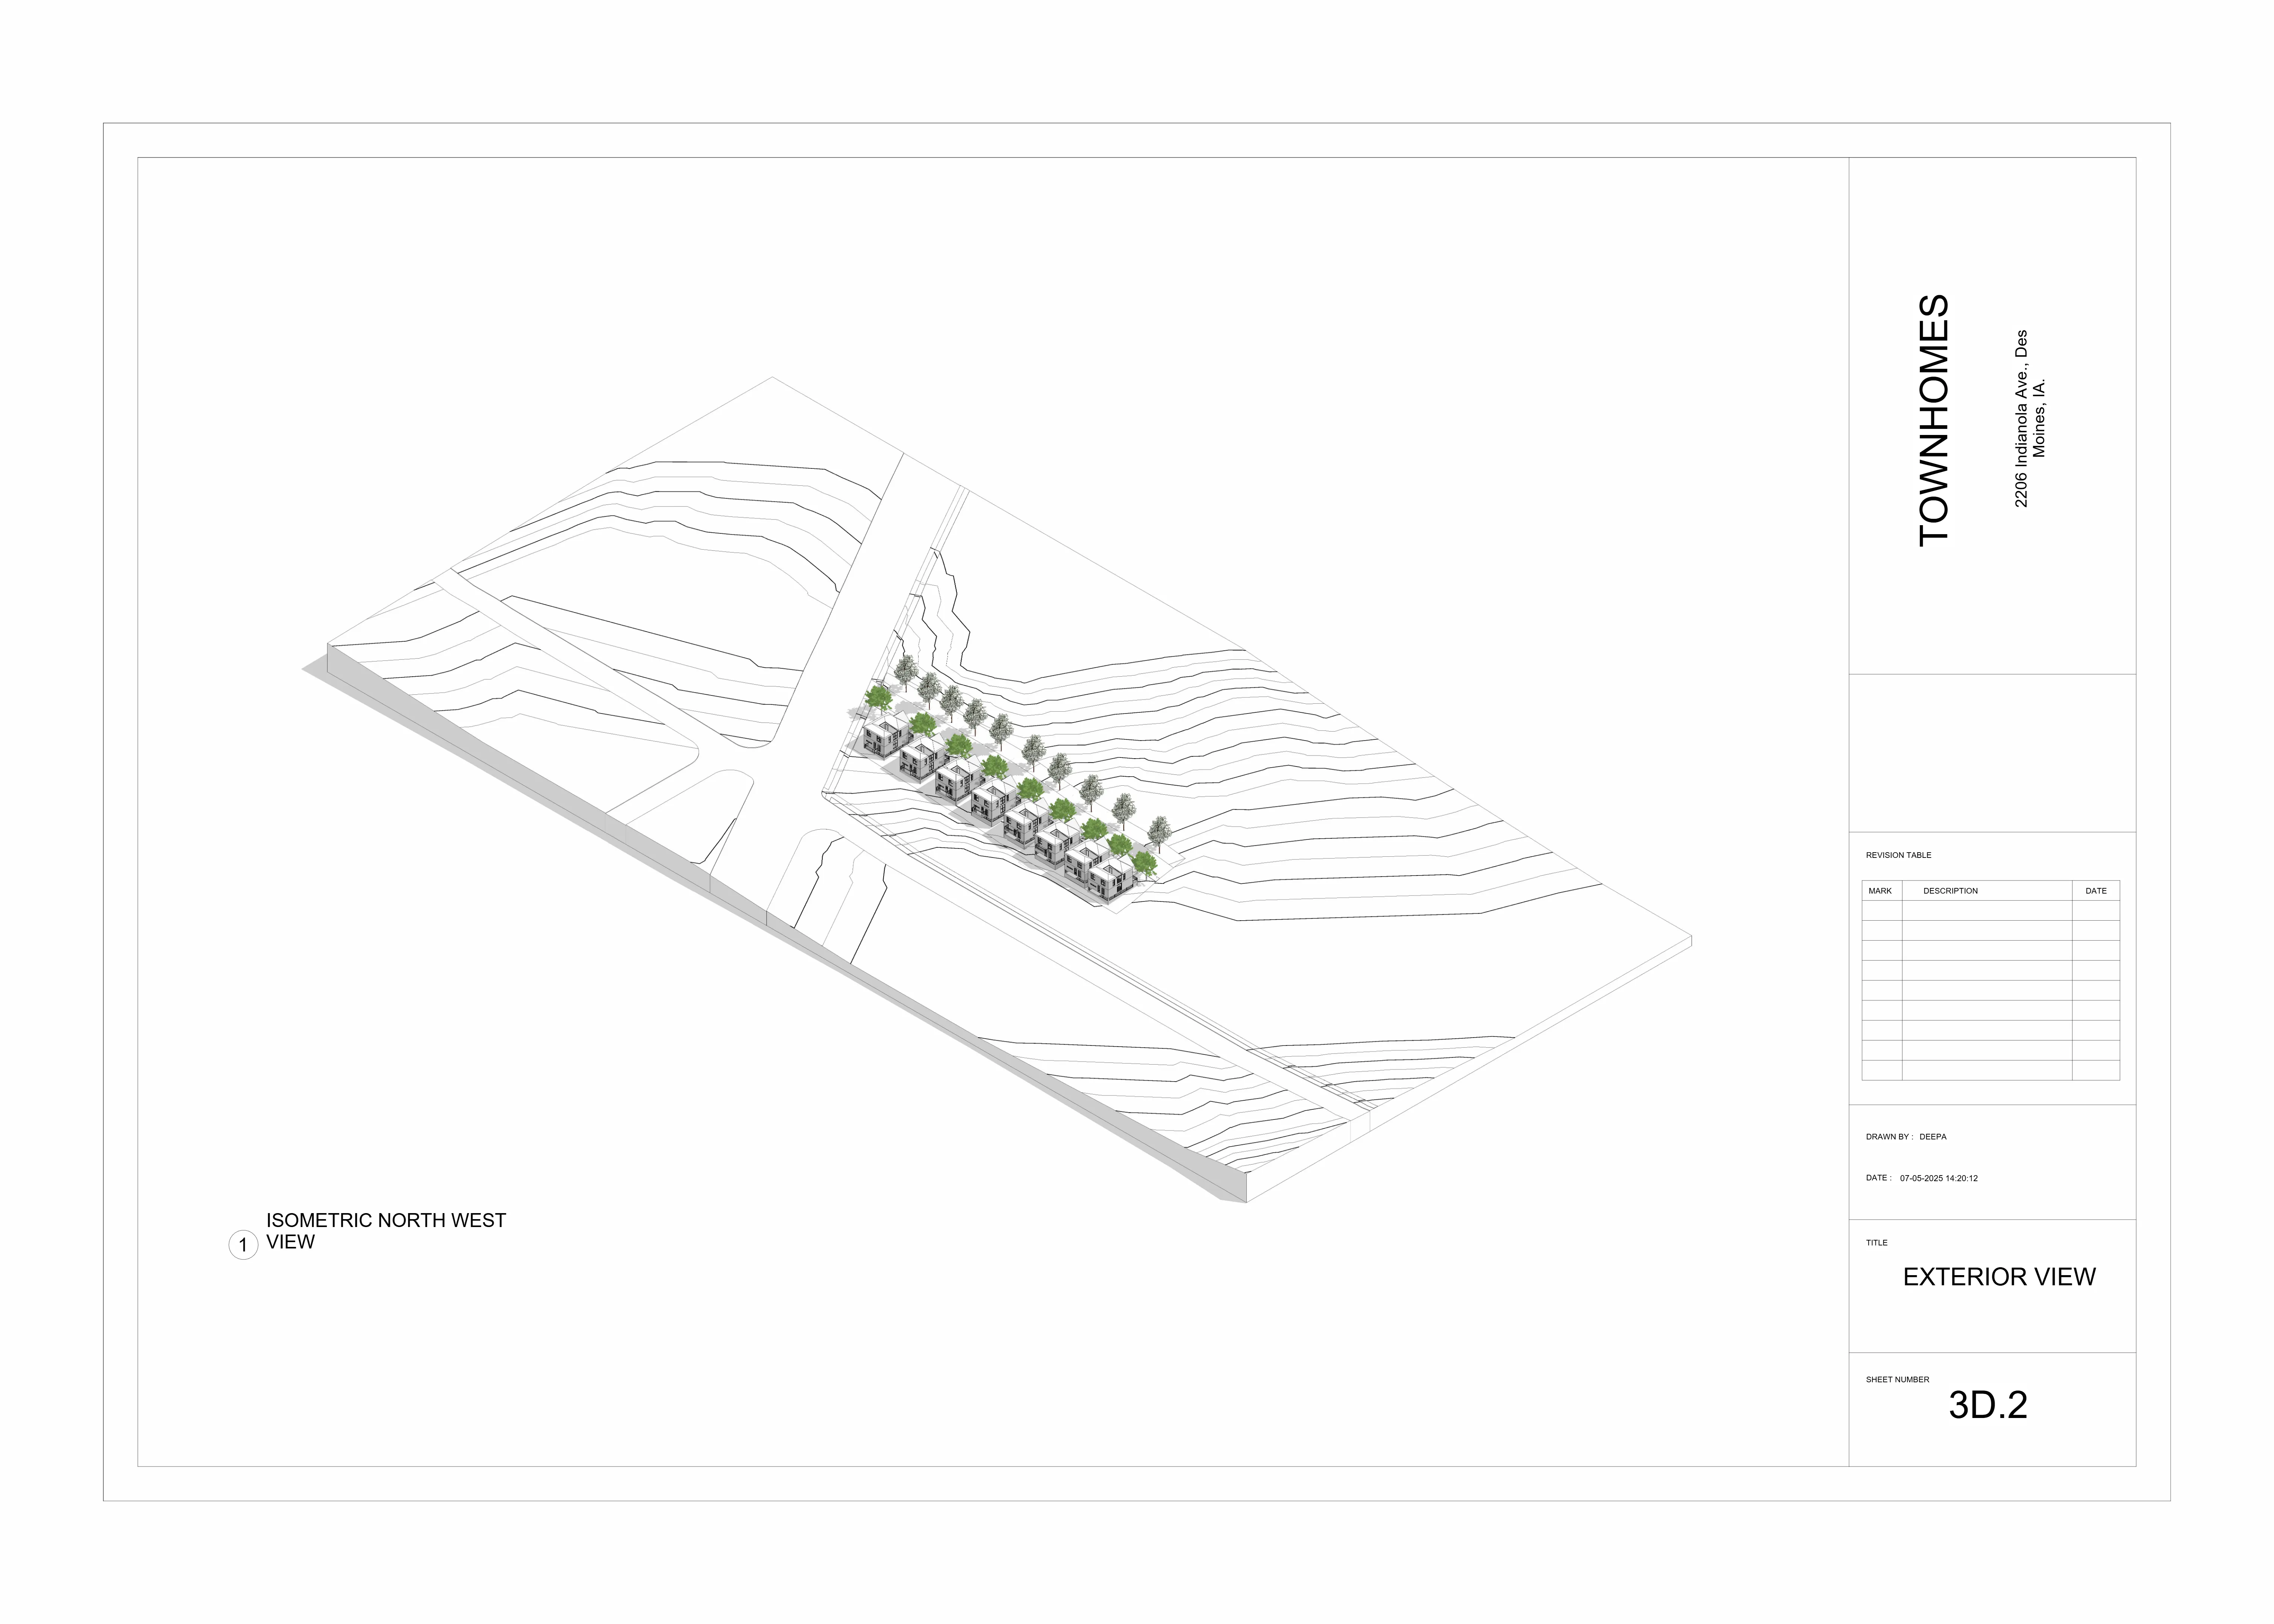 TOWNHOMES
2206 Indianola Ave., Des
Moines, IA.
REVISION TABLE
MARK DESCRIPTION DATE
DRAWN BY : DEEPA
DATE : 07-05-2025 14:20:12
TITLE
EXTERIOR VIEW
SHEET NUMBER
3D.2
ISOMETRIC NORTH WEST
1 VIEW